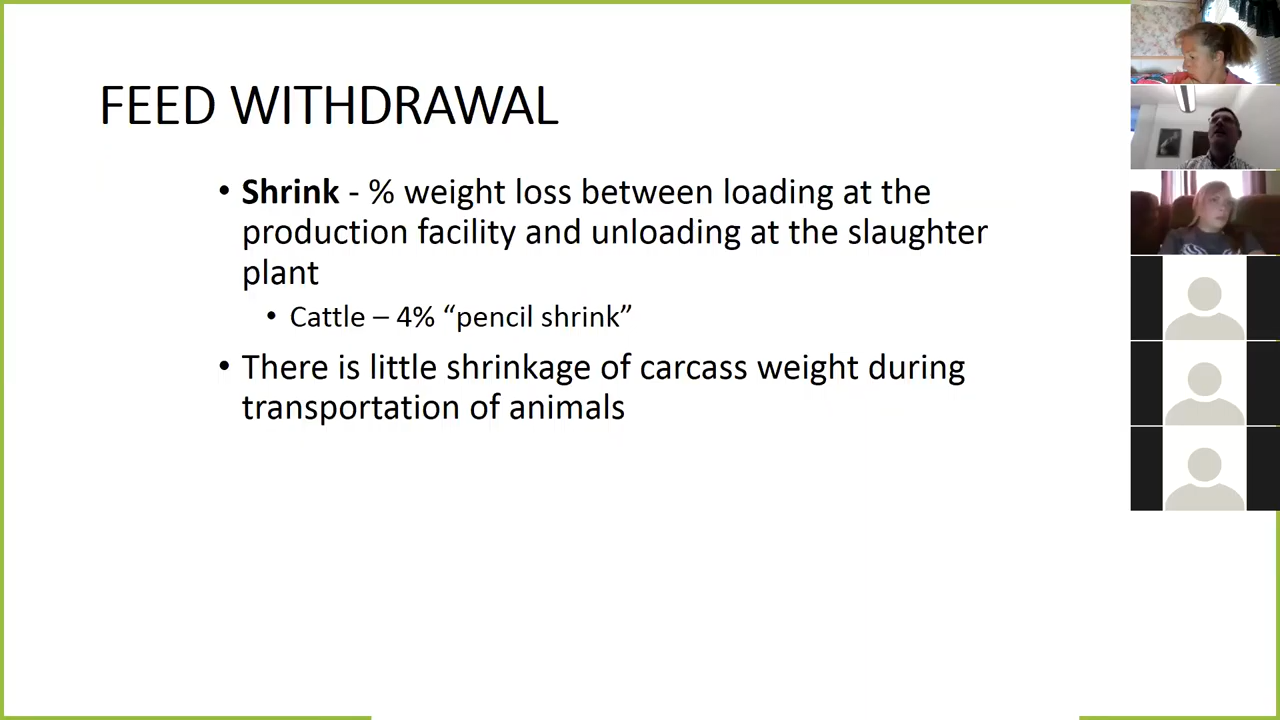 FEED WITHDRAWAL
• Shrink - % weight loss between loading at the
production facility and unloading at the slaughter
plant
• Cattle – 4% “pencil shrink”
• There is little shrinkage of carcass weight during
transportation of animals